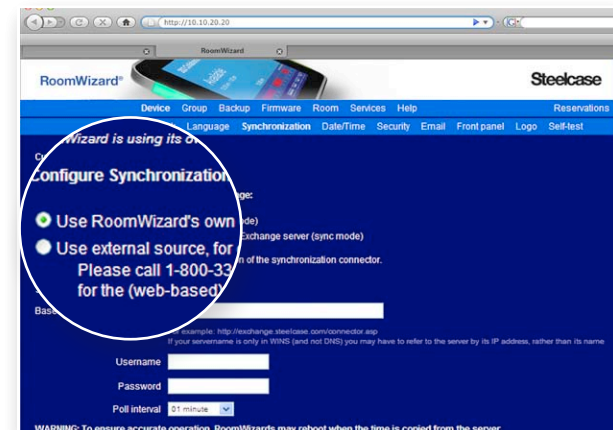 http://10.10.20.20
RoomWizard
RoomWizard®
Steelcase
Device Group Backup Firmware Room Services Help Reservations
Language Synchronization Date/Time Security Email Front panel Logo Self-test
Wizard is using its
Configure Synchronization
Use RoomWizard's own
Use external source, for
Exchange server (sync mode)
Please call 1-800-33
n of the synchronization connector.
for the (web-based)
Base
example: http://exchange.steelcase.com/connector.asp
If your servername is only in WINS (and not DNS) you may have to refer to the server by its IP address, rather than its name
Username
Password
Poll interval 01 minute
WARNING: To ensure accurate operation, RoomWizards may reboot when the time is copied from the server.